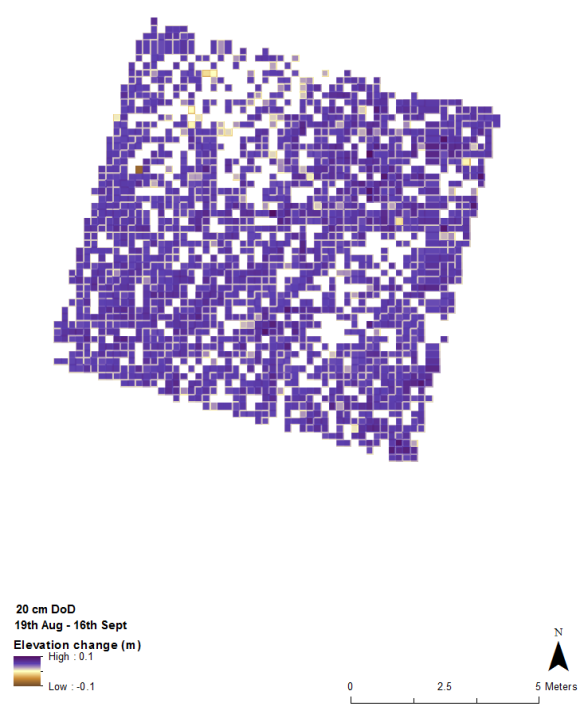 20 cm DoD
19th Aug - 16th Sept
Elevation change (m)
High : 0.1
Low : -0.1
N
0 2.5 5 Meters